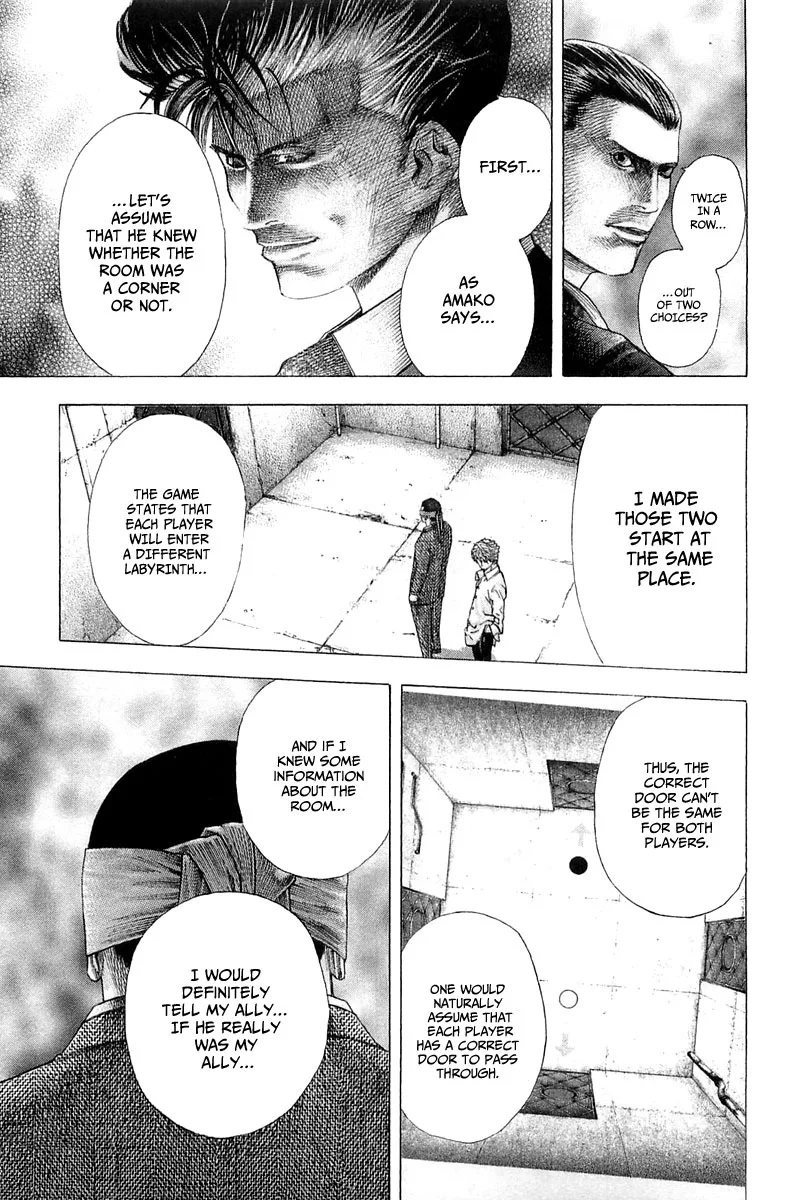 TWICE
IN A
ROW...
...OUT
OF TWO
CHOICES?
FIRST...
AS
AMAKO
SAYS...
...LET'S
ASSUME
THAT HE KNEW
WHETHER THE
ROOM WAS
A CORNER
OR NOT.
I MADE
THOSE TWO
START AT
THE SAME
PLACE.
THE GAME
STATES THAT
EACH PLAYER
WILL ENTER
A DIFFERENT
LABYRINTH...
THUS, THE
CORRECT
DOOR CAN'T
BE THE SAME
FOR BOTH
PLAYERS.
ONE WOULD
NATURALLY
ASSUME THAT
EACH PLAYER
HAS A CORRECT
DOOR TO PASS
THROUGH.
AND IF I
KNEW SOME
INFORMATION
ABOUT THE
ROOM...
I WOULD
DEFINITELY
TELL MY ALLY...
IF HE REALLY
WAS MY
ALLY...